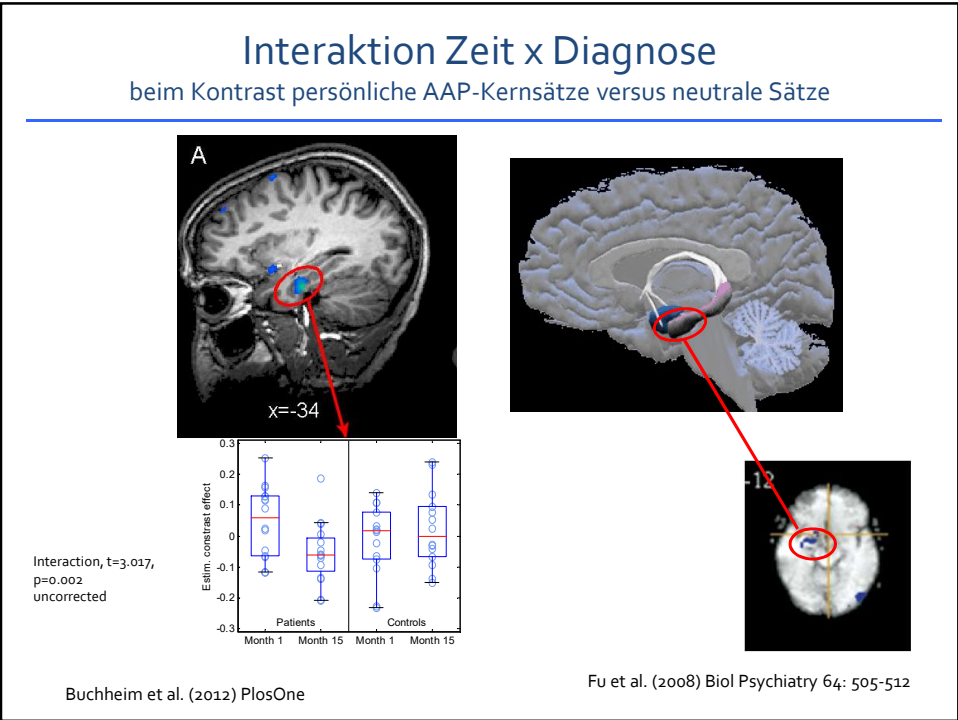 Interaktion Zeit x Diagnose
beim Kontrast persönliche AAP-Kernsätze versus neutrale Sätze
A
x=-34
0.3
0.2
0.1
0
-0.1
-0.2
-0.3
Estim. constrast effect
Patients
Controls
Month 1 Month 15 Month 1 Month 15
Interaction, t=3.017,
p=0.002
uncorrected
-12
Buchheim et al. (2012) PlosOne
Fu et al. (2008) Biol Psychiatry 64: 505-512